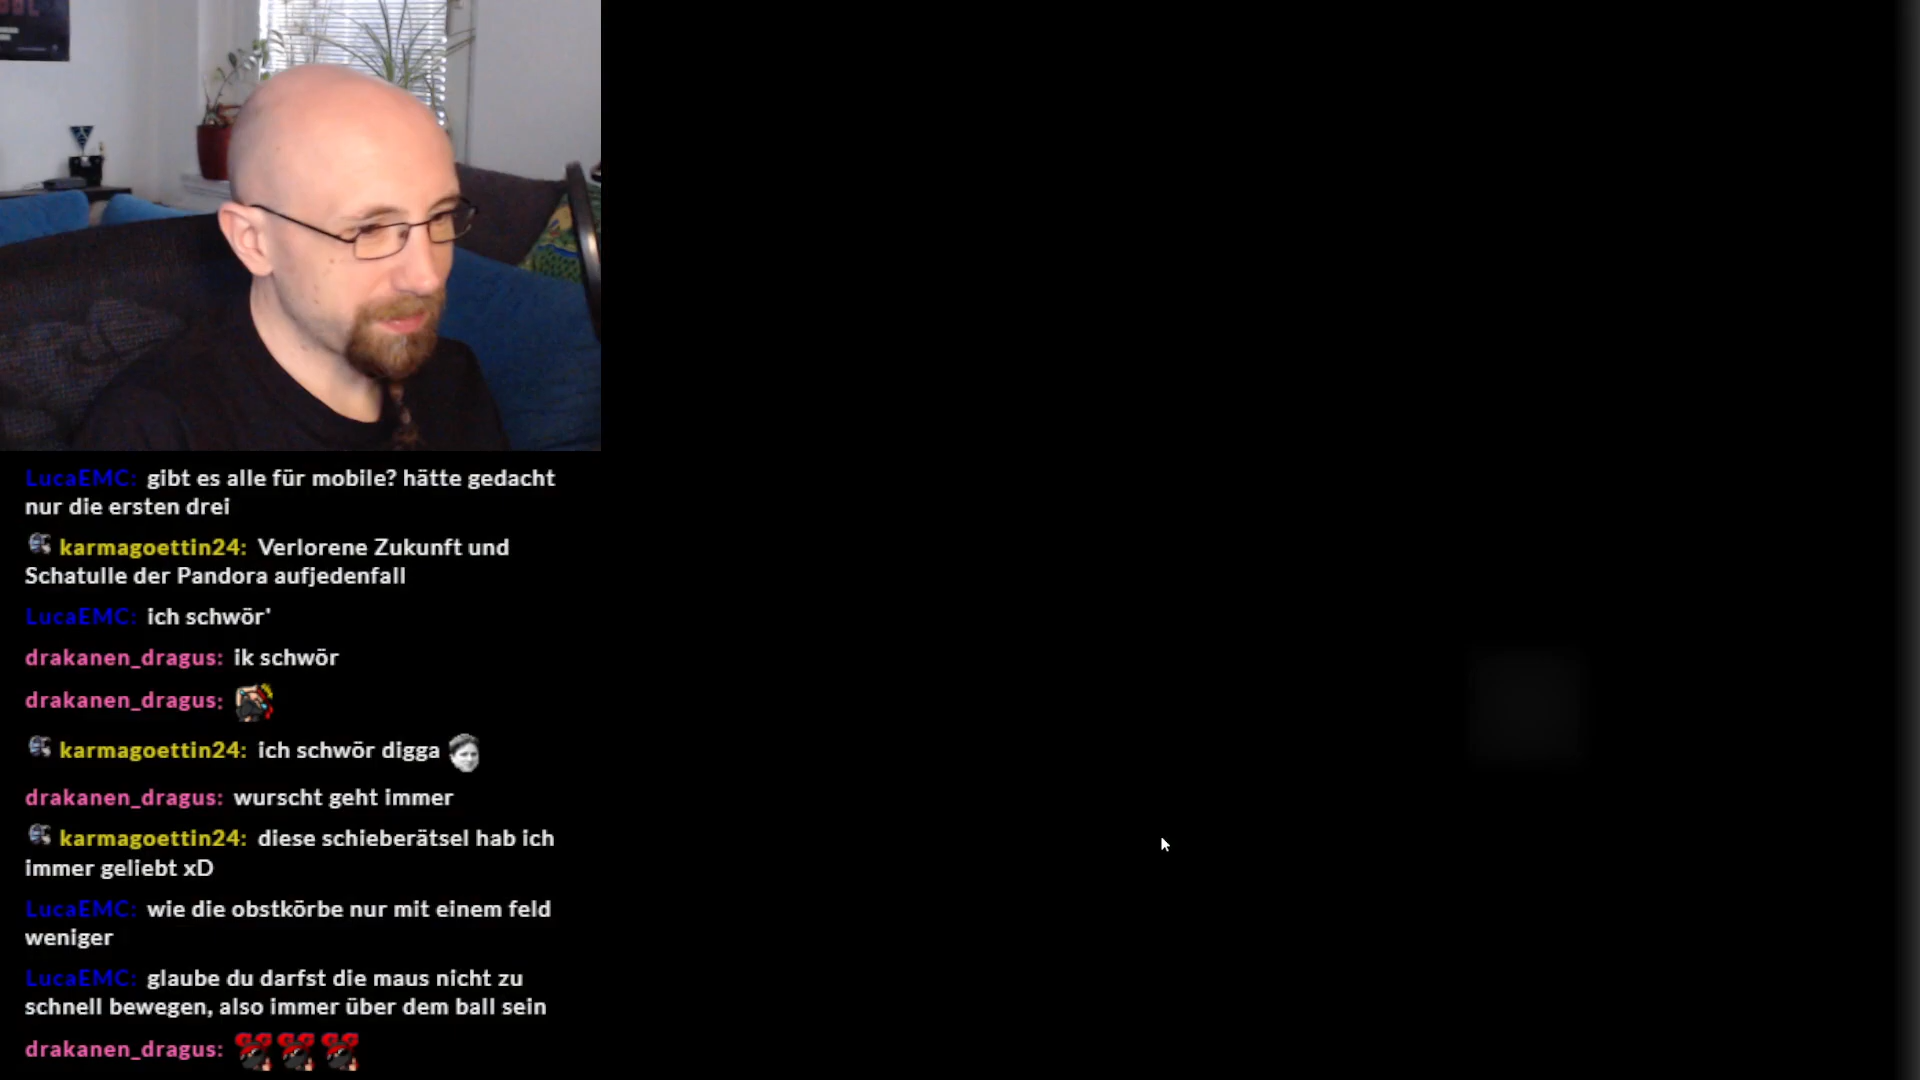 LucaEMC: gibt es alle für mobile? hätte gedacht
nur die ersten drei
karmagoettin24: Verlorene Zukunft und
Schatulle der Pandora aufjedenfall
LucaEMC: ich schwör'
drakanen_dragus: ik schwör
drakanen_dragus:
karmagoettin24: ich schwör digga
drakanen_dragus: wurscht geht immer
karmagoettin24: diese schieberätsel hab ich
immer geliebt xD
LucaEMC: wie die obstkörbe nur mit einem feld
weniger
LucaEMC: glaube du darfst die maus nicht zu
schnell bewegen, also immer über dem ball sein
drakanen_dragus: